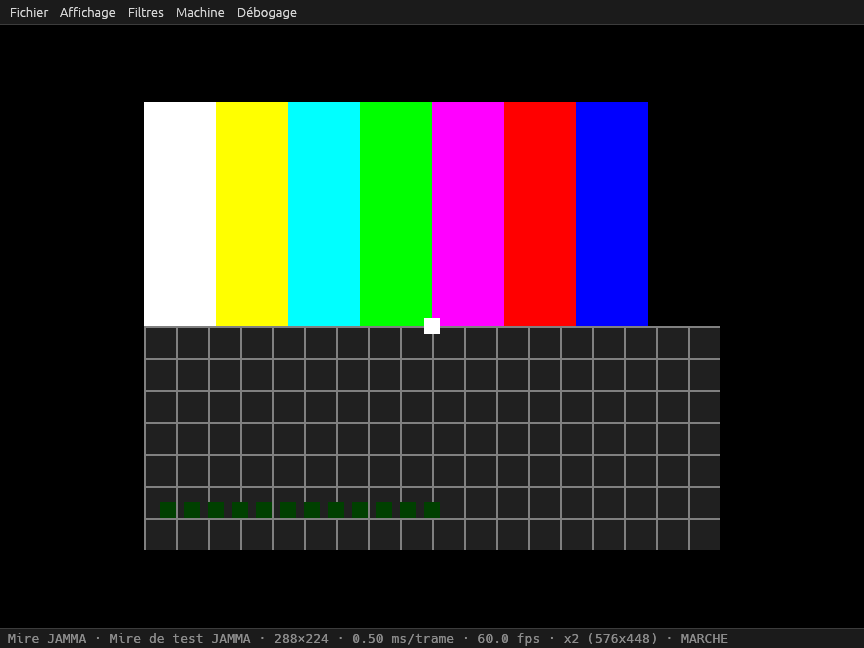 Fichier Affichage Filtres Machine Débogage
Mire JAMMA · Mire de test JAMMA · 288×224 · 0.50 ms/trame · 60.0 fps · x2 (576x448) · MARCHE